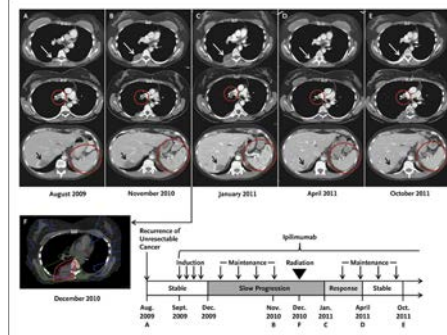 A B C D E
August 2009 November 2010 January 2011 April 2011 October 2011
F
December 2010
Recurrence of
Unresectable
Cancer
Ipilimumab
Induction Maintenance Radiation Maintenance
Stable Slow Progression Response Stable
Aug. Sept. Dec. Nov. Dec. Jan. April Oct.
2009 2009 2009 2010 2010 2011 2011 2011
A B F C D E